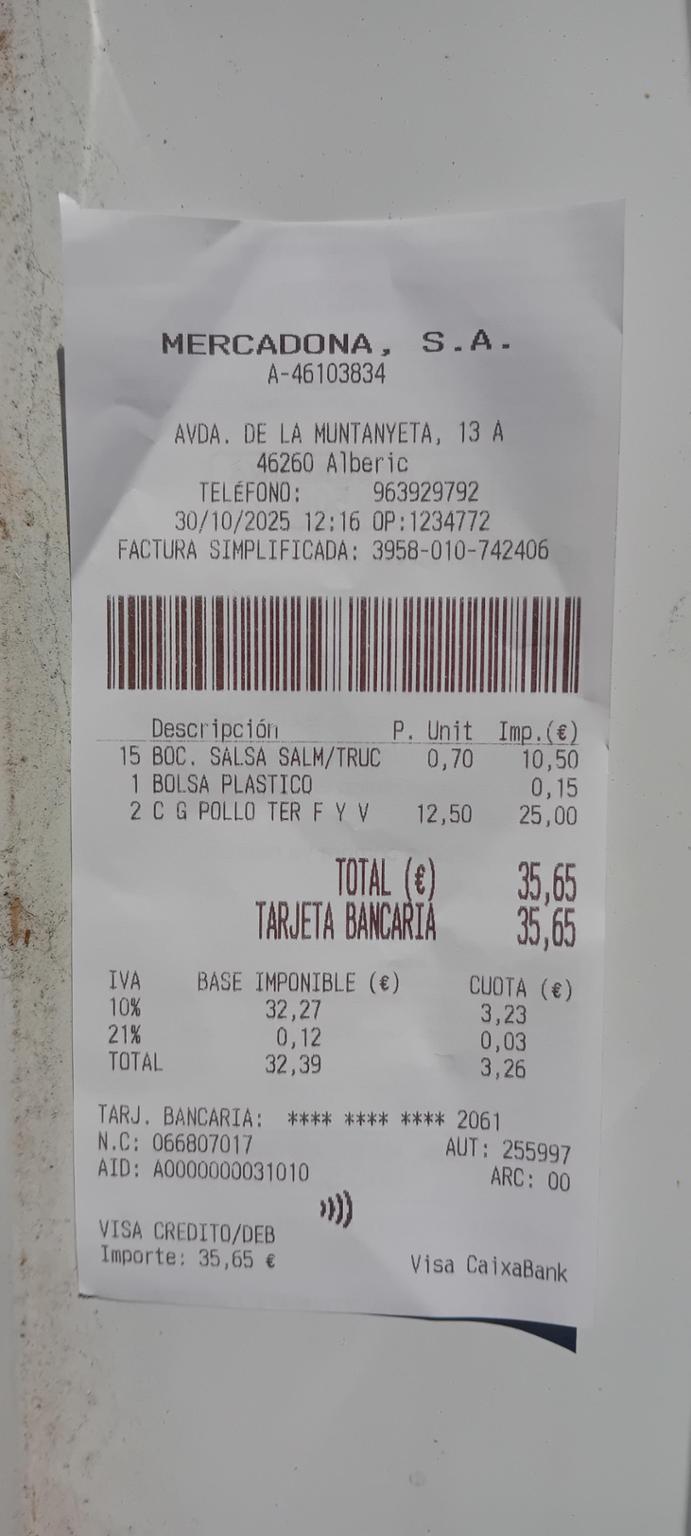 MERCADONA, S.A.
A-46103834
AVDA. DE LA MUNTANYETA, 13 A
46260 Alberic
TELÉFONO: 963929792
30/10/2025 12:16 OP:1234772
FACTURA SIMPLIFICADA: 3958-010-742406
Descripción P. Unit Imp.(€)
15 BOC. SALSA SALM/TRUC 0,70 10,50
1 BOLSA PLASTICO 0,15
2 C G POLLO TER F Y V 12,50 25,00
TOTAL (€) 35,65
TARJETA BANCARIA 35,65
IVA BASE IMPONIBLE (€) CUOTA (€)
10% 32,27 3,23
21% 0,12 0,03
TOTAL 32,39 3,26
TARJ. BANCARIA: **** **** **** 2061
N.C: 066807017 AUT: 255997
AID: A0000000031010 ARC: 00
VISA CREDITO/DEB
Importe: 35,65 € Visa CaixaBank